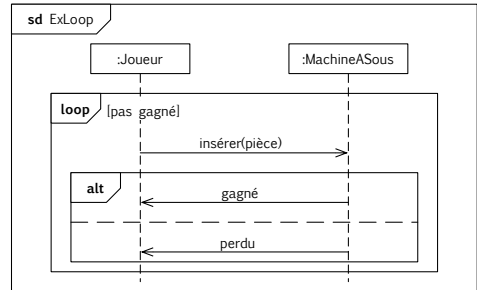 sd ExLoop
:Joueur
:MachineASous
loop [pas gagné]
insérer(pièce)
alt
gagné
perdu